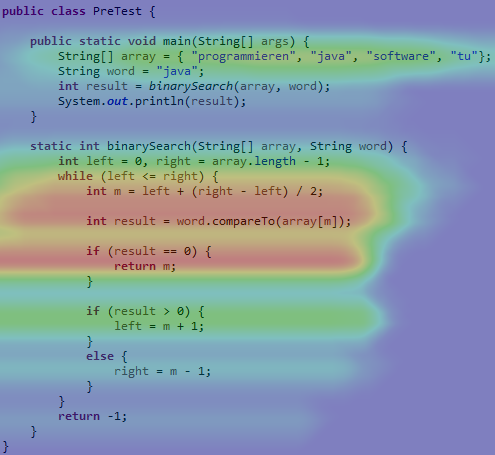 public class PreTest {
public static void main(String[] args) {
String[] array = { "programmieren", "java", "software", "tu"};
String word = "java";
int result = binarySearch(array, word);
System.out.println(result);
}
static int binarySearch(String[] array, String word) {
int left = 0, right = array.length - 1;
while (left <= right) {
int m = left + (right - left) / 2;
int result = word.compareTo(array[m]);
if (result == 0) {
return m;
}
if (result > 0) {
left = m + 1;
}
else {
right = m - 1;
}
}
return -1;
}
}